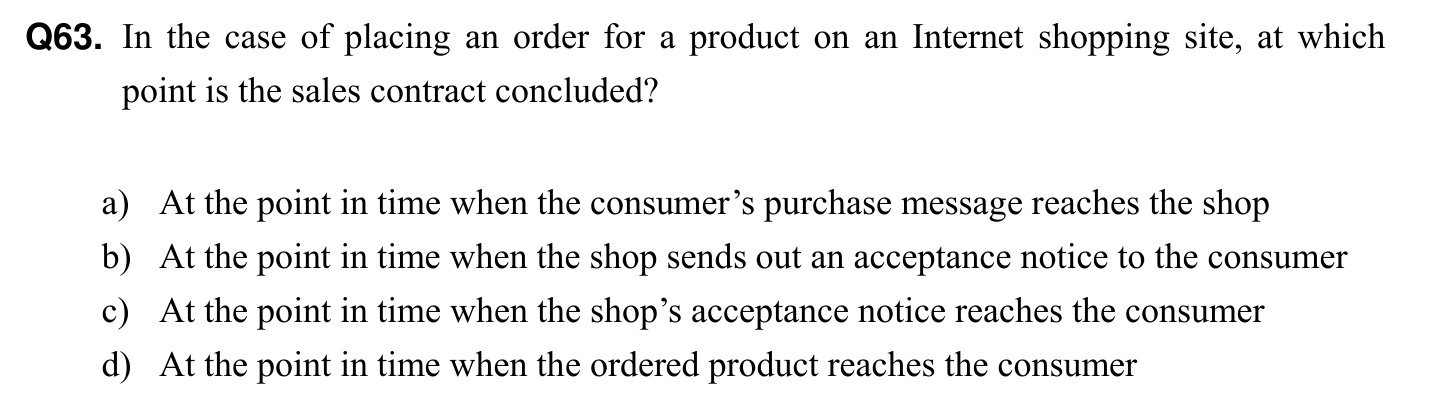 Q63. In the case of placing an order for a product on an Internet shopping site, at which
point is the sales contract concluded?
a) At the point in time when the consumer’s purchase message reaches the shop
b) At the point in time when the shop sends out an acceptance notice to the consumer
c) At the point in time when the shop’s acceptance notice reaches the consumer
d) At the point in time when the ordered product reaches the consumer